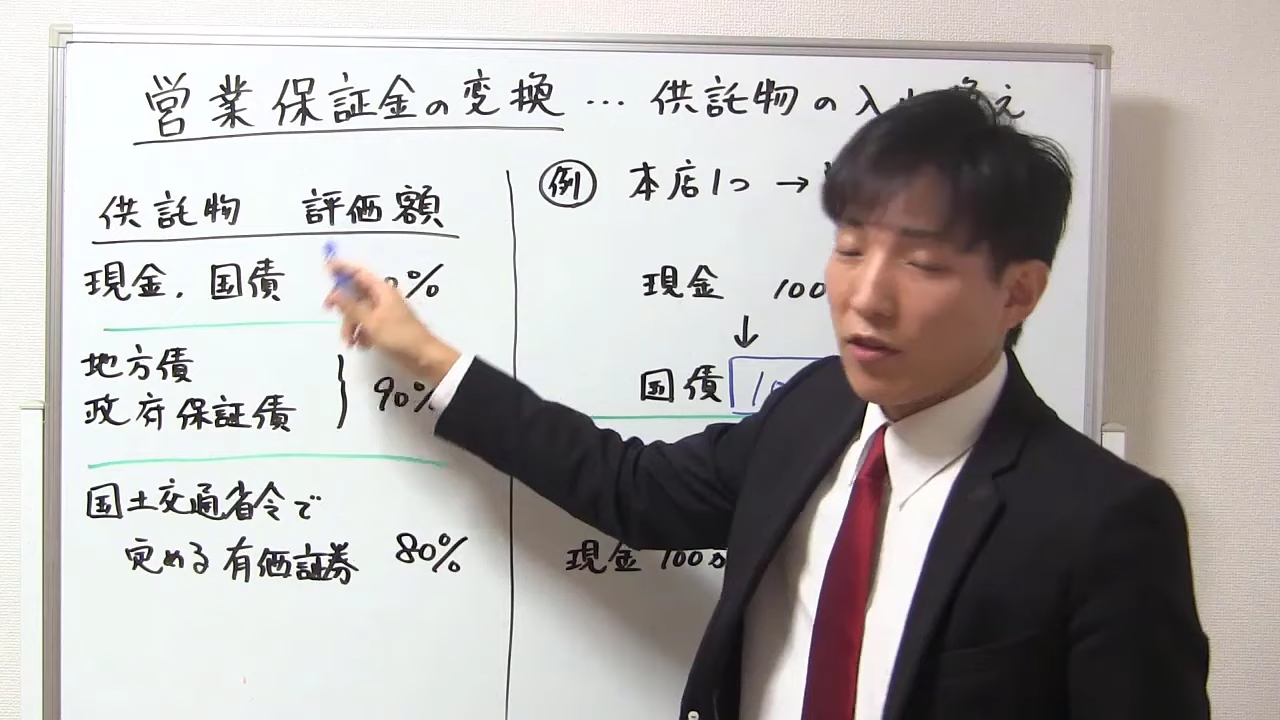 営業保証金の変換 … 供託物の入
供託物 評価額
現金、国債 0%
地方債
政府保証債 90%
国土交通省令で
定める有価証券 80%
例 本店1つ →
現金 100
↓
国債
現金 100万